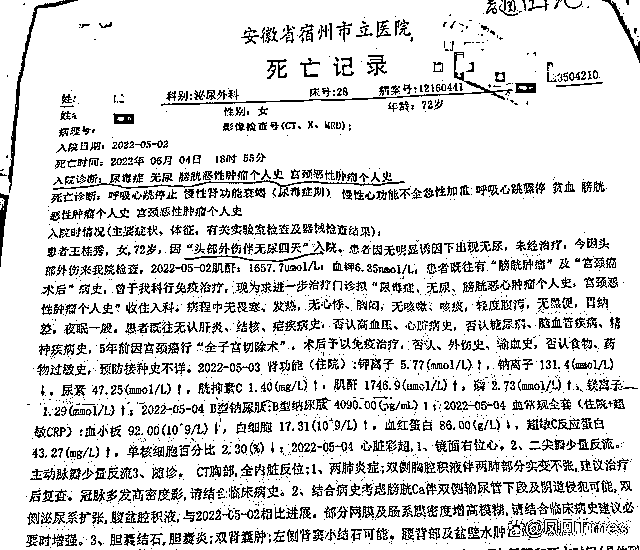 安徽省宿州市立医院
死亡记录
姓: 科别:泌尿外科 床号:28 病案号:12160441 3504210
姓名 性别: 女 年龄: 72岁
病理号: 影像检查号(CT、X、MRI):
入院日期: 2022-05-02
死亡时间: 2022年 06月 04日 18时 55分
入院诊断: 尿毒症 无尿 膀胱恶性肿瘤个人史 宫颈恶性肿瘤个人史
死亡诊断: 呼吸心跳停止 慢性肾功能衰竭(尿毒症期) 慢性心功能不全急性加重 呼吸心跳骤停 贫血 膀胱
恶性肿瘤个人史 宫颈恶性肿瘤个人史
入院时情况(主要症状、体征, 有关实验室检查及器械检查结果):
患者王桂秀, 女, 72岁, 因“头部外伤伴无尿四天”入院。患者因无明显诱因下出现无尿, 未经治疗, 今因头
部外伤来我院检查, 2022-05-02肌酐: 1657.7umol/L, 血钾6.35mmol/L, 患者既往有“膀胱肿瘤”及“宫颈癌
术后”病史, 曾于我科行免疫治疗, 现为求进一步治疗门诊拟“尿毒症、无尿、膀胱恶性肿瘤个人史, 宫颈恶
性肿瘤个人史”收住入科。病程中无畏寒、发热, 无心悸、胸闷, 无咳嗽、咳痰, 轻度腹泻, 无黑便, 胃纳
差, 夜眠一般。患者既往无认肝炎、结核、疟疾病史, 否认高血压、心脏病史, 否认糖尿病、脑血管疾病、精
神疾病史, 5年前因宫颈癌行“全子宫切除术”, 术后予以免疫治疗, 否认、外伤史、输血史, 否认食物、药
物过敏史, 预防接种史不详。2022-05-03 肾功能(住院):钾离子 5.77(mmol/L)↑, 钠离子 131.4(mmol/
L)↓, 尿素 47.25(mmol/L)↑, 胱抑素C 1.40(mg/L)↑, 肌酐 1746.9(umol/L)↑, 磷 2.73(mmol/L)↑, 镁离子
1.29(mmol/L)↑; 2022-05-04 B型钠尿肽:B型钠尿肽 4090.00(pg/mL)↑; 2022-05-04 血常规全套(住院+超
敏CRP):血小板 92.00(10^9/L)↑, 白细胞 17.31(10^9/L)↑, 血红蛋白 86.00(g/L)↓, 超敏C反应蛋白
43.27(mg/L)↑, 单核细胞百分比 2.30(%)↓; 2022-05-04 心脏彩超,1、镜面右位心。2、二尖瓣少量反流。
主动脉瓣少量反流3、随诊。 CT胸部,全内脏反位:1、两肺炎症;双侧胸腔积液伴两肺部分实变不张,建议治疗
后复查。冠脉多发高密度影, 请结合临床病史。2、结合病史考虑膀胱Ca伴双侧输尿管下段及阴道侵犯可能, 双
侧泌尿系扩张, 腹盆腔积液, 与2022-05-02相比进展。部分网膜及肠系膜密度增高模糊, 请结合临床病史建议必
要时增强。3、胆囊结石, 胆囊炎; 双肾囊肿; 左侧肾窦小结石可能。腰背部及盆壁水肿